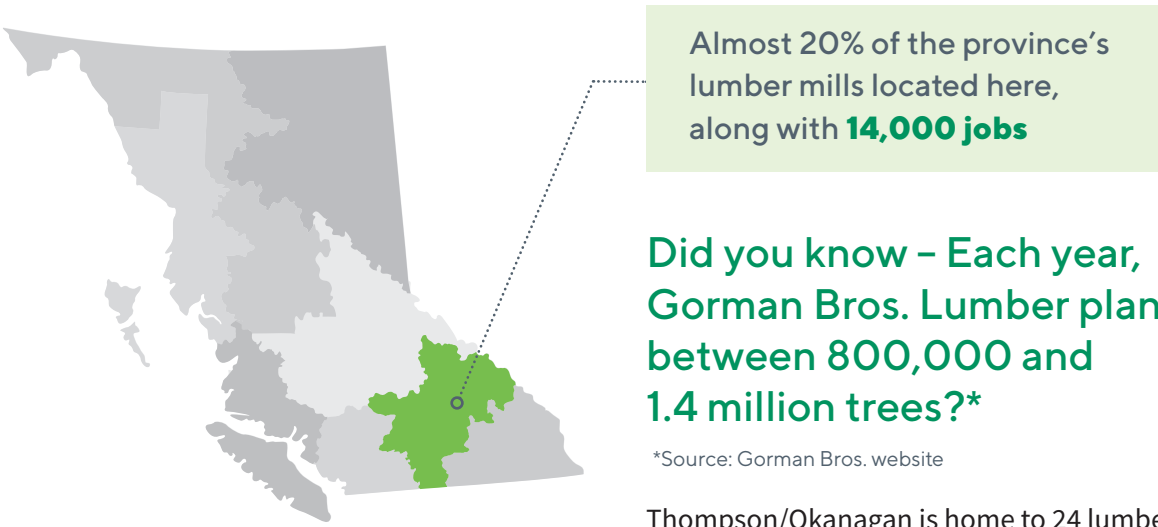 Almost 20% of the province’s
lumber mills located here,
along with 14,000 jobs
Did you know – Each year,
Gorman Bros. Lumber plan
between 800,000 and
1.4 million trees?*
*Source: Gorman Bros. website
Thompson/Okanagan is home to 24 lumbe